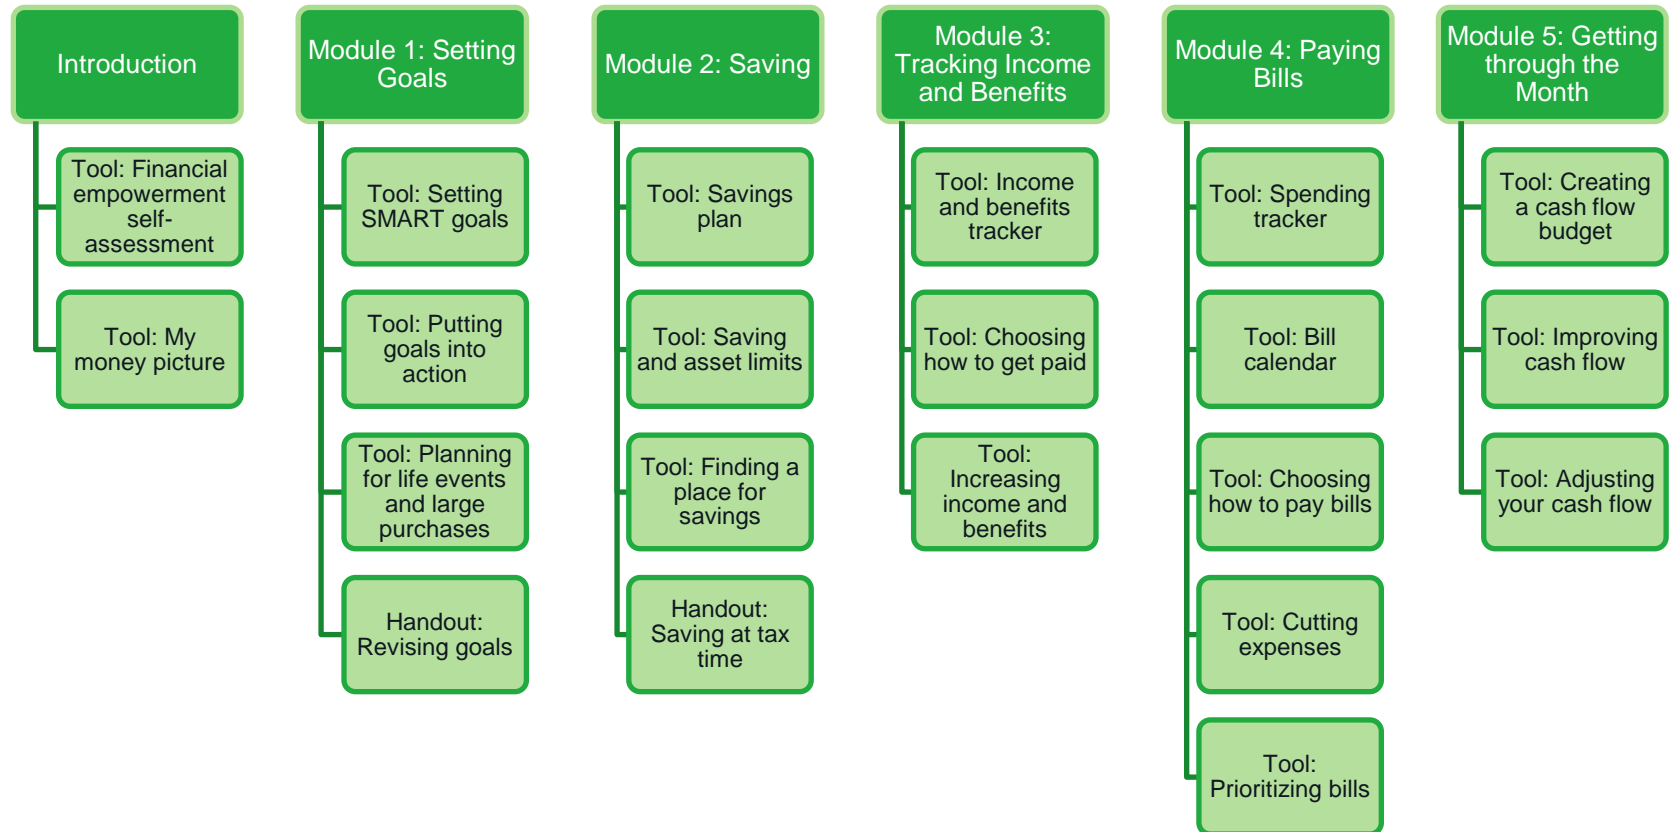 Introduction
Tool: Financial
empowerment
self-
assessment
Tool: My
money picture
Module 1: Setting
Goals
Tool: Setting
SMART goals
Tool: Putting
goals into
action
Tool: Planning
for life events
and large
purchases
Handout:
Revising goals
Module 2: Saving
Tool: Savings
plan
Tool: Saving
and asset limits
Tool: Finding a
place for
savings
Handout:
Saving at tax
time
Module 3:
Tracking Income
and Benefits
Tool: Income
and benefits
tracker
Tool: Choosing
how to get paid
Tool:
Increasing
income and
benefits
Module 4: Paying
Bills
Tool: Spending
tracker
Tool: Bill
calendar
Tool: Choosing
how to pay bills
Tool: Cutting
expenses
Tool:
Prioritizing bills
Module 5: Getting
through the
Month
Tool: Creating
a cash flow
budget
Tool: Improving
cash flow
Tool: Adjusting
your cash flow